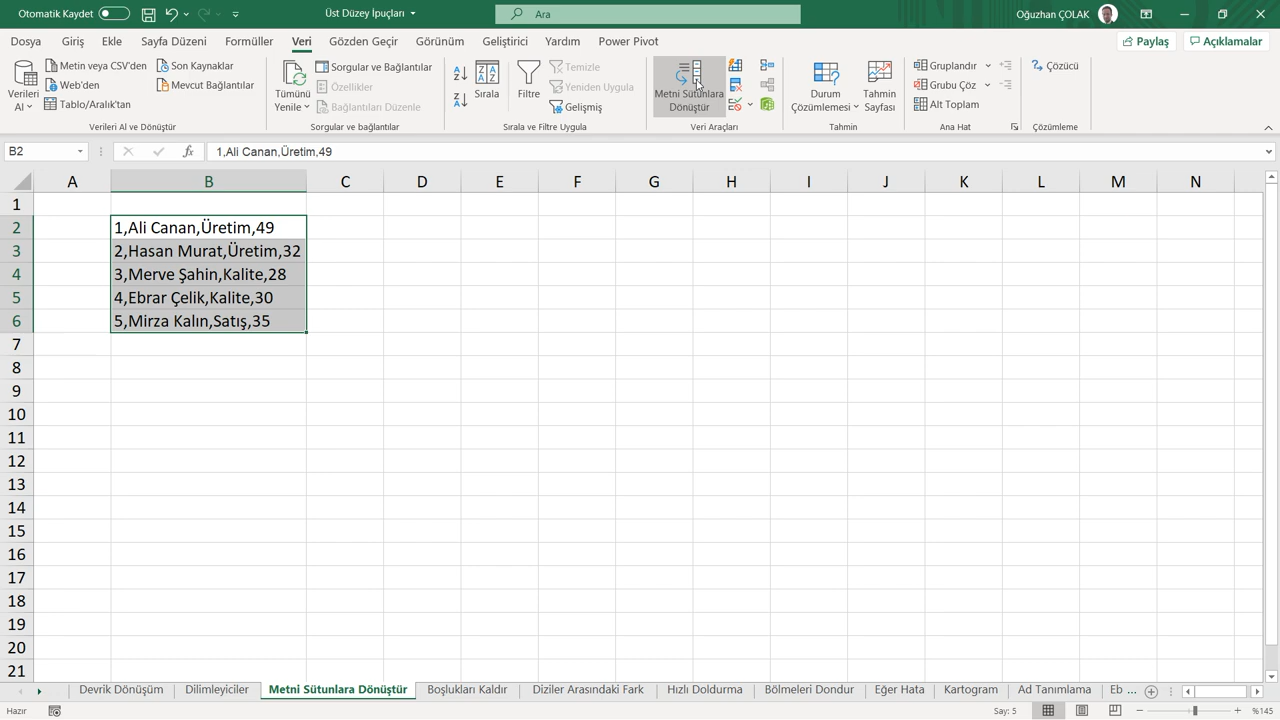 Otomatik Kaydet
Üst Düzey İpuçları
Ara
Oğuzhan ÇOLAK
Dosya Giriş Ekle Sayfa Düzeni Formüller Veri Gözden Geçir Görünüm Geliştirici Yardım Power Pivot
Paylaş
Açıklamalar
Verileri Al
Metin veya CSV'den
Web'den
Tablo/Aralık'tan
Son Kaynaklar
Mevcut Bağlantılar
Verileri Al ve Dönüştür
Tümünü Yenile
Sorgular ve Bağlantılar
Özellikler
Bağlantıları Düzenle
Sorgular ve bağlantılar
Sırala
Filtre
Temizle
Yeniden Uygula
Gelişmiş
Sırala ve Filtre Uygula
Metni Sütunlara Dönüştür
Veri Araçları
Durum Çözümlemesi
Tahmin Sayfası
Tahmin
Gruplandır
Grubu Çöz
Alt Toplam
Ana Hat
Çözücü
Çözümleme
B2
fx
1,Ali Canan,Üretim,49
A B C D E F G H I J K L M N
1
2 1,Ali Canan,Üretim,49
3 2,Hasan Murat,Üretim,32
4 3,Merve Şahin,Kalite,28
5 4,Ebrar Çelik,Kalite,30
6 5,Mirza Kalın,Satış,35
7
8
9
10
11
12
13
14
15
16
17
18
19
20
21
Devrik Dönüşüm Dilimleyiciler Metni Sütunlara Dönüştür Boşlukları Kaldır Diziler Arasındaki Fark Hızlı Doldurma Bölmeleri Dondur Eğer Hata Kartogram Ad Tanımlama Eb ...
Hazır
Say: 5
%145